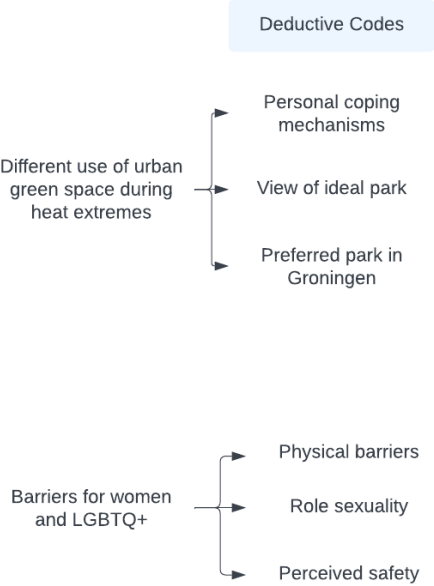 Deductive Codes
Different use of urban
green space during
heat extremes
Personal coping
mechanisms
View of ideal park
Preferred park in
Groningen
Barriers for women
and LGBTQ+
Physical barriers
Role sexuality
Perceived safety